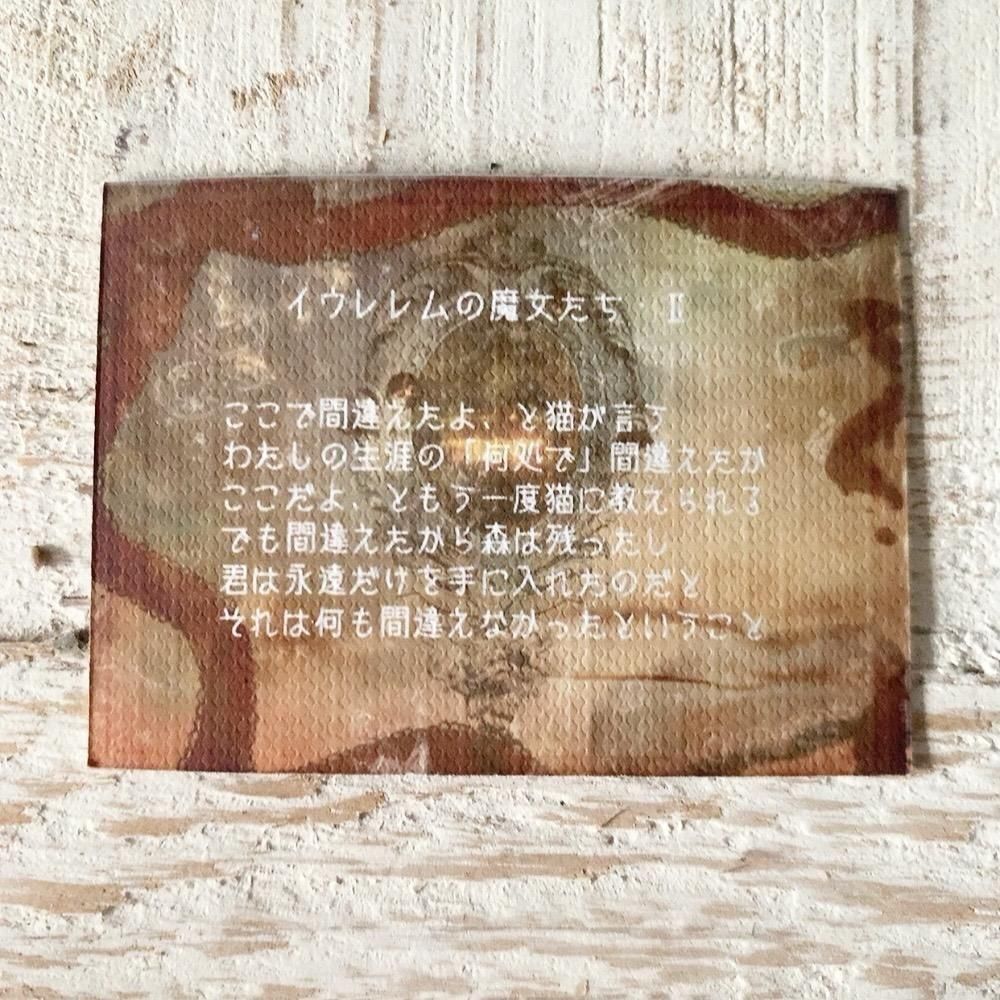 イウレレムの魔女たち・Ⅱ
ここで間違えたよ、と猫が言う
わたしの生涯の「何処で」間違えたか
ここだよ、ともう一度猫に教えられる
でも間違えたから森は残ったし
君は永遠だけを手に入れたのだと
それは何も間違えなかったということ